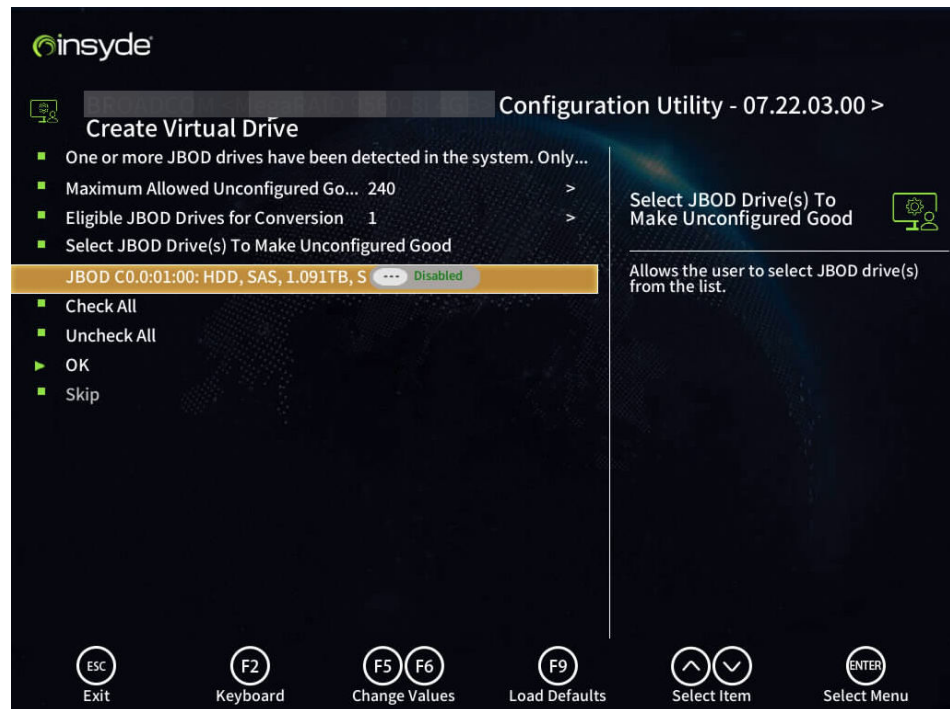 insyde
BROADCOM <MegaRAID Configuration Utility - 07.22.03.00 >
Create Virtual Drive
One or more JBOD drives have been detected in the system. Only...
Maximum Allowed Unconfigured Go... 240 >
Eligible JBOD Drives for Conversion 1 >
Select JBOD Drive(s) To Make Unconfigured Good
JBOD C0.0:01:00: HDD, SAS, 1.091TB, S --- Disabled
Check All
Uncheck All
OK
Skip
Select JBOD Drive(s) To
Make Unconfigured Good
Allows the user to select JBOD drive(s)
from the list.
ESC
Exit
F2
Keyboard
F5 F6
Change Values
F9
Load Defaults
Select Item
ENTER
Select Menu